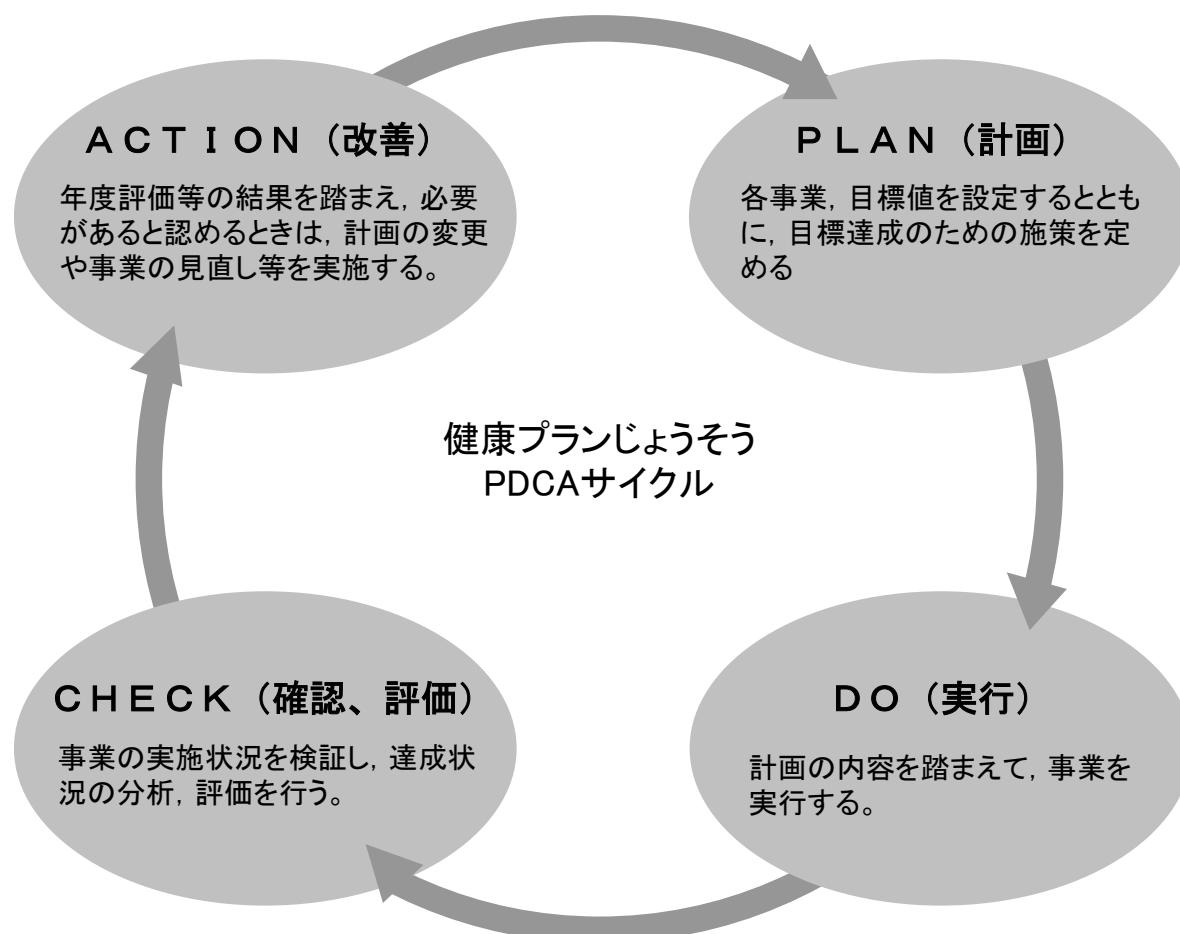 ＡＣＴＩＯＮ（改善）
年度評価等の結果を踏まえ，必要
があると認めるときは，計画の変更
や事業の見直し等を実施する。
ＰＬＡＮ（計画）
各事業，目標値を設定するととも
に，目標達成のための施策を定
める
健康プランじょうそう
PDCAサイクル
ＣＨＥＣＫ（確認、評価）
事業の実施状況を検証し，達成状
況の分析，評価を行う。
ＤＯ（実行）
計画の内容を踏まえて，事業を
実行する。